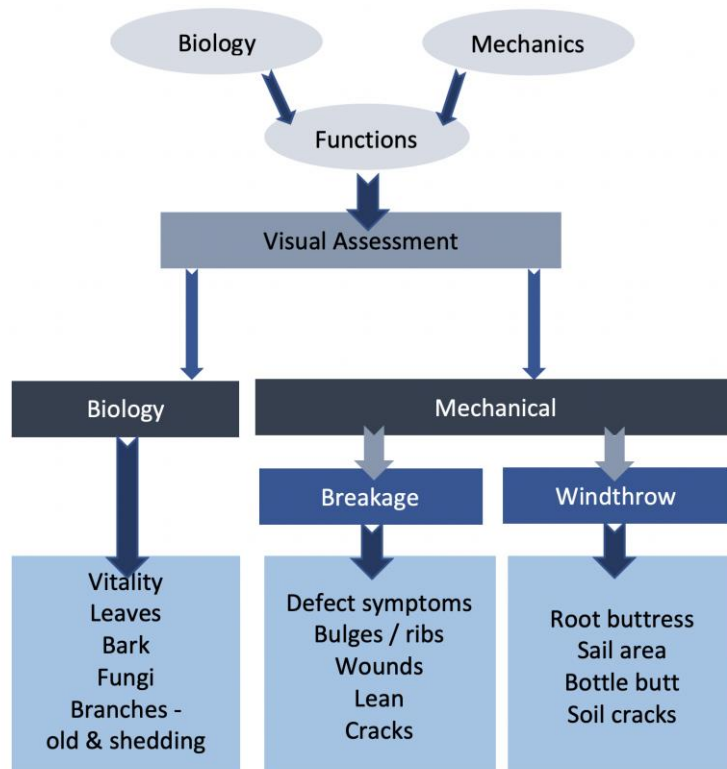 Biology
Mechanics
Functions
Visual Assessment
Biology
Mechanical
Breakage
Windthrow
Vitality
Leaves
Bark
Fungi
Branches -
old & shedding
Defect symptoms
Bulges / ribs
Wounds
Lean
Cracks
Root buttress
Sail area
Bottle butt
Soil cracks